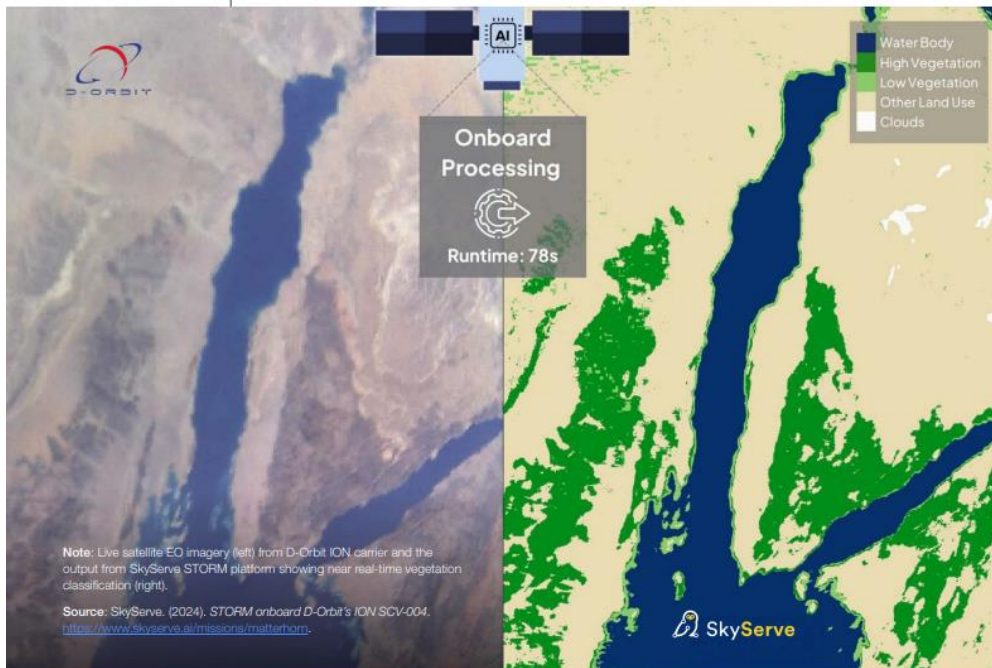 D-ORBIT
AI
Onboard
Processing
Runtime: 78s
Water Body
High Vegetation
Low Vegetation
Other Land Use
Clouds
Note: Live satellite EO imagery (left) from D-Orbit ION carrier and the
output from SkyServe STORM platform showing near real-time vegetation
classification (right).
Source: SkyServe. (2024). STORM onboard D-Orbit's ION SCV-004.
https://www.skyserve.ai/missions/matterhorn.
SkyServe